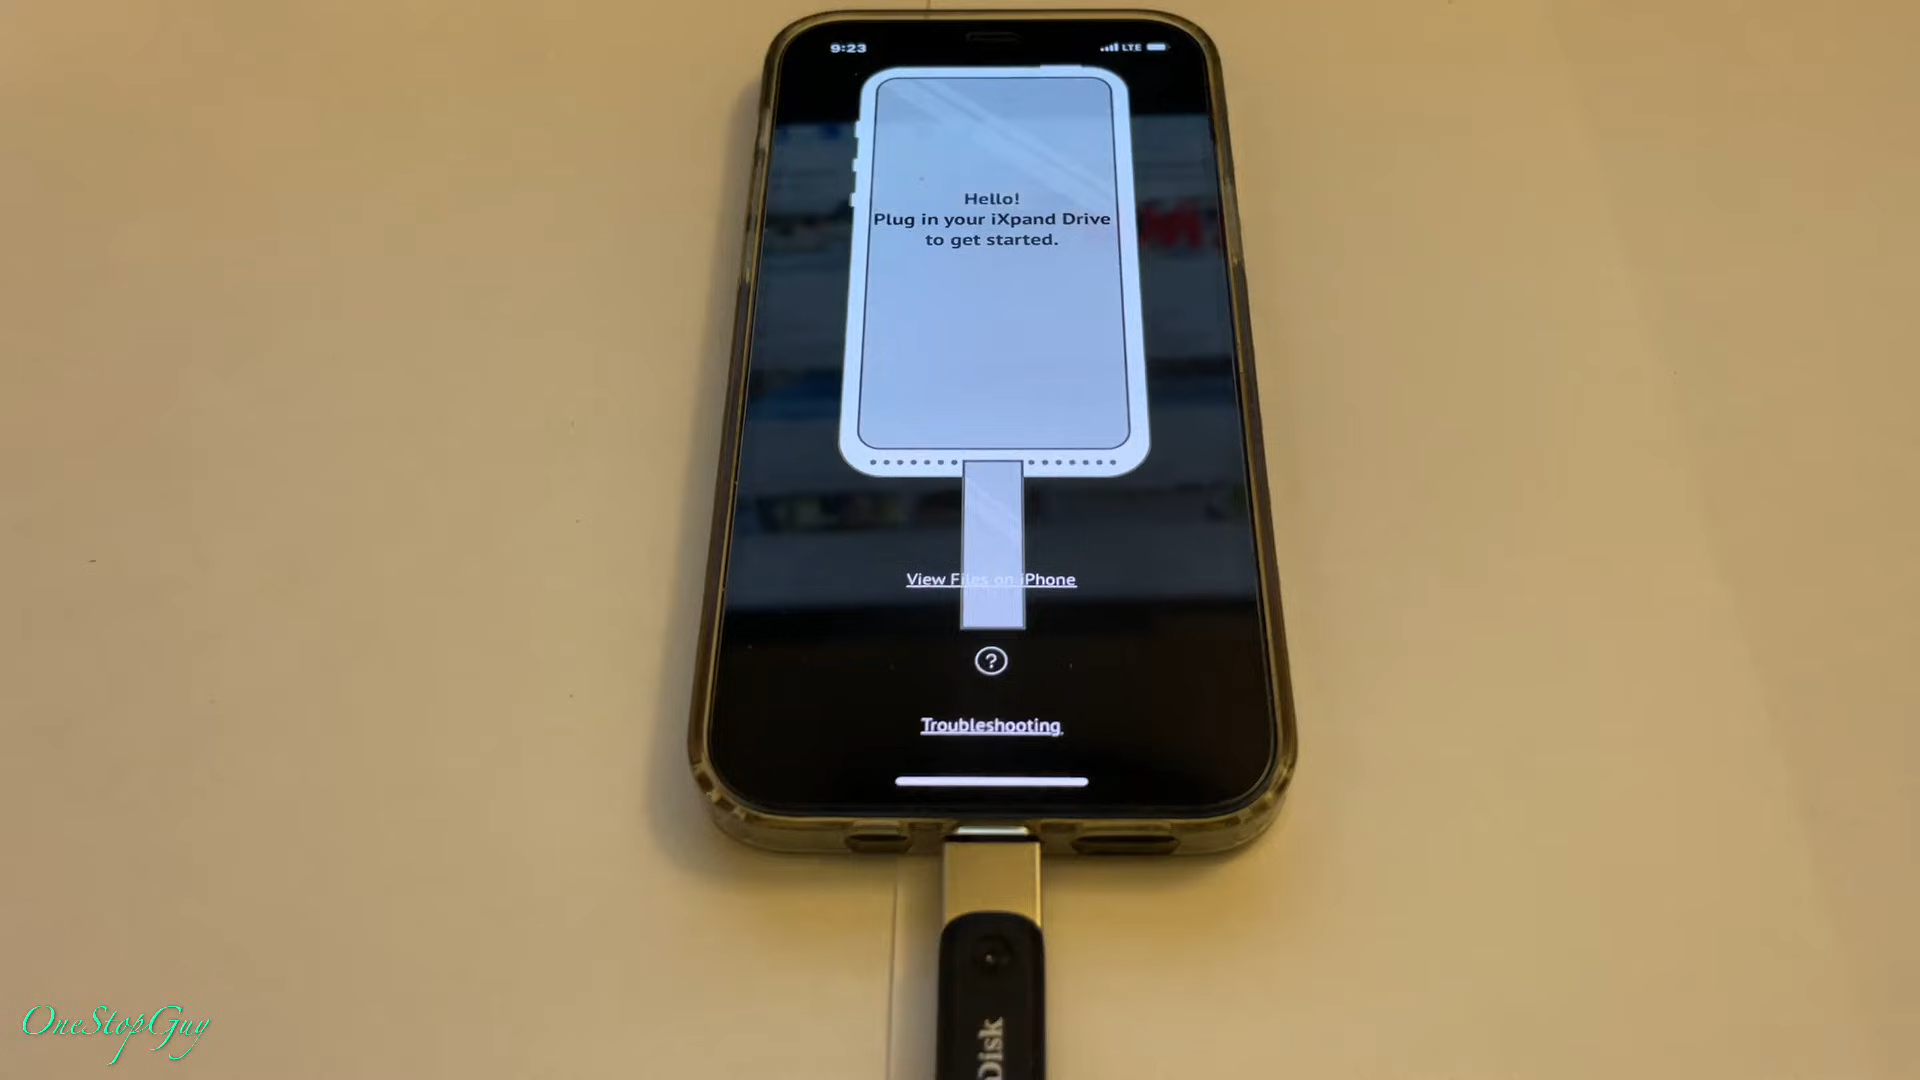 9:23
LTE
Hello!
Plug in your iXpand Drive
to get started.
View Files on iPhone
?
Troubleshooting
Disk
OneStopGuy